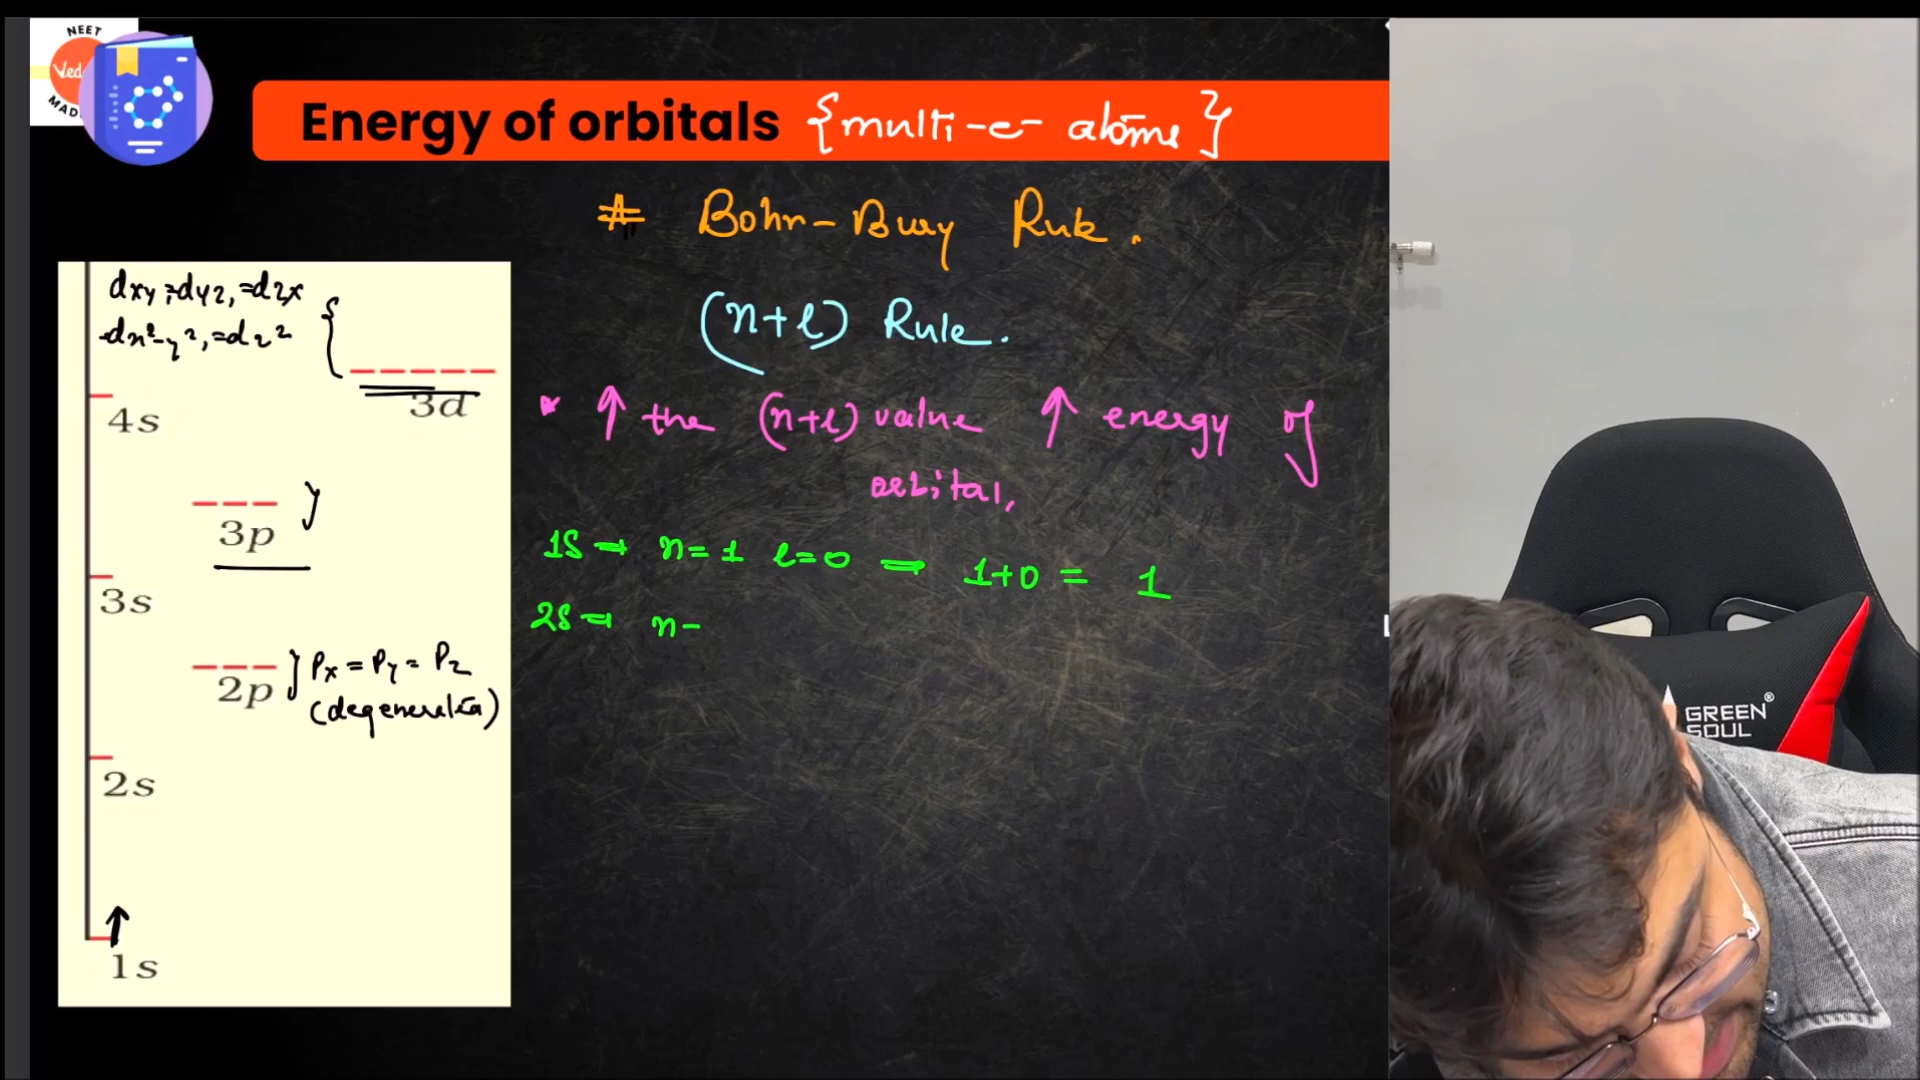 NEET
Ved
MAD
Energy of orbitals {multi-e- atoms}
# Bohr-Bury Rule.
(n+l) Rule.
dxy=dyz,=dzx
-dx²-y²,=dz²
3d
4s
* ↑ the (n+l) value ↑ energy of
orbital,
3p }
1S → n=1 l=0 = 1+0 = 1
3s
2S → n-
2p } Px = Py = Pz
(degenerate)
2s
1s
GREEN SOUL®